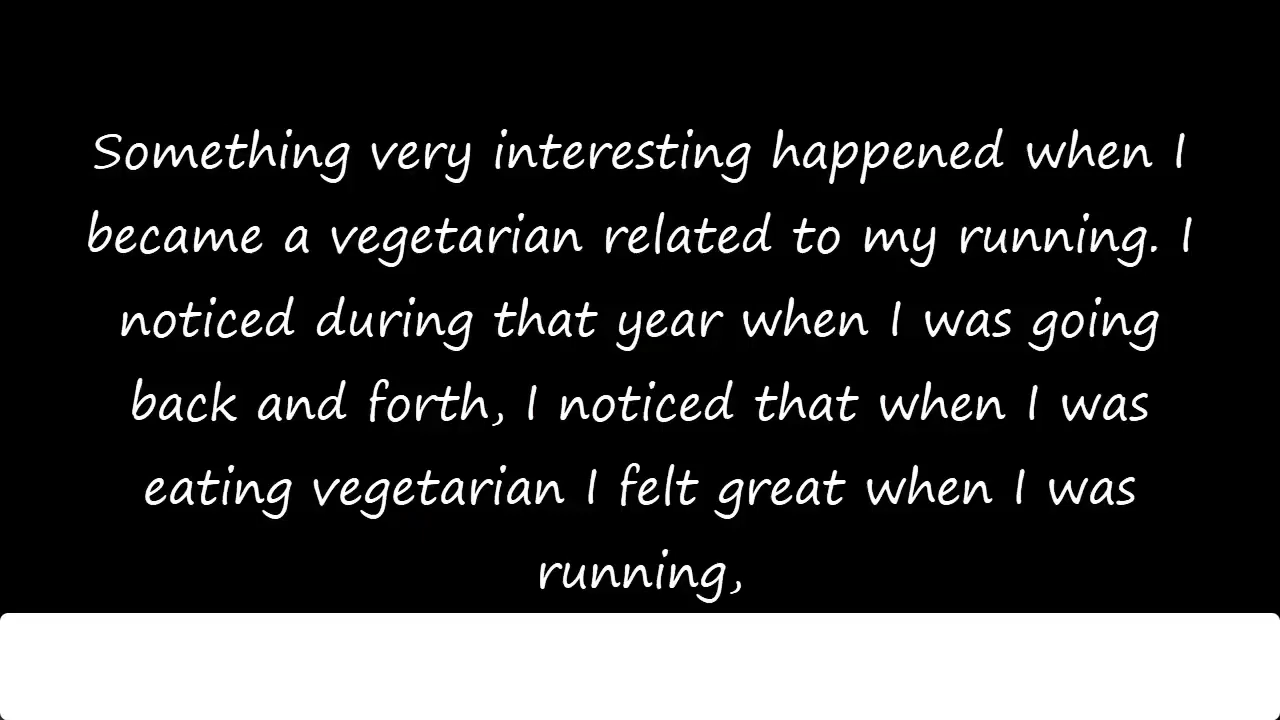 Something very interesting happened when I
became a vegetarian related to my running. I
noticed during that year when I was going
back and forth, I noticed that when I was
eating vegetarian I felt great when I was
running,